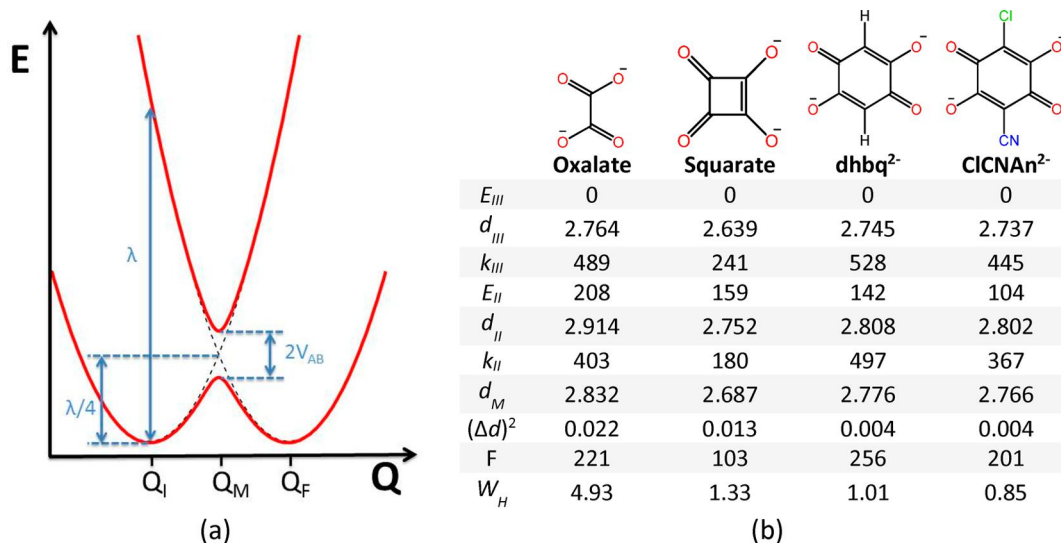 E
λ
2V_AB
λ/4
Q_I Q_M Q_F Q
(a)
O O⁻ ⁻O O
O O⁻ O O⁻
H O O⁻ ⁻O O H
Cl O O⁻ ⁻O O CN
Oxalate Squarate dhbq²⁻ ClCNAn²⁻
E_III 0 0 0 0
d_III 2.764 2.639 2.745 2.737
k_III 489 241 528 445
E_II 208 159 142 104
d_II 2.914 2.752 2.808 2.802
k_II 403 180 497 367
d_M 2.832 2.687 2.776 2.766
(Δd)² 0.022 0.013 0.004 0.004
F 221 103 256 201
W_H 4.93 1.33 1.01 0.85
(b)